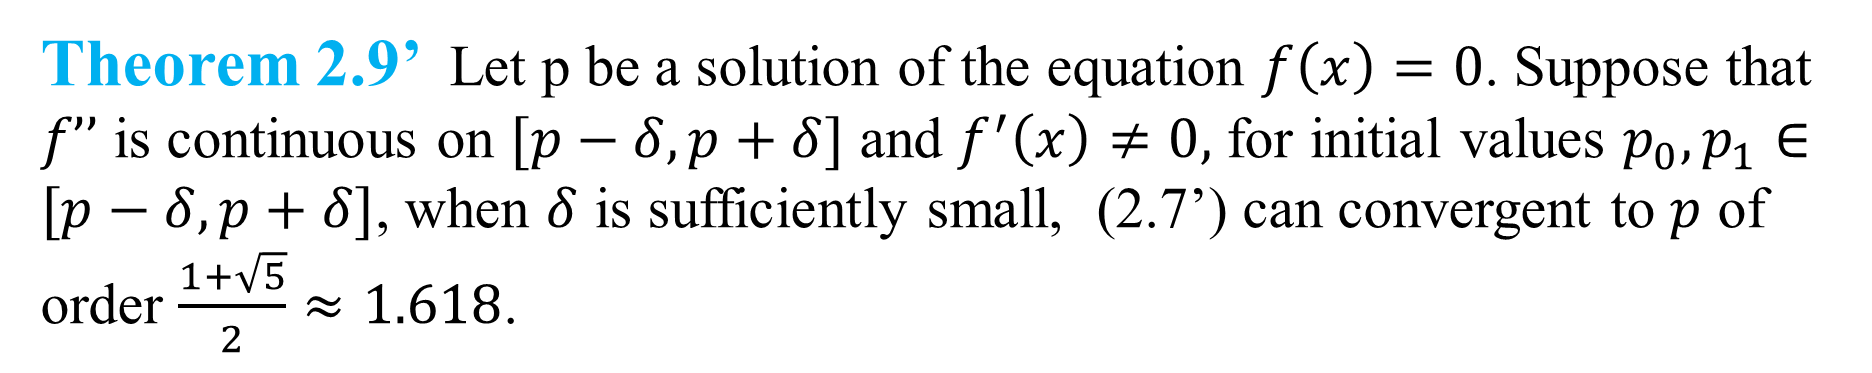 Theorem 2.9’ Let p be a solution of the equation 𝑓(𝑥) = 0. Suppose that
𝑓” is continuous on [𝑝 − 𝛿, 𝑝 + 𝛿] and 𝑓′(𝑥) ≠ 0, for initial values 𝑝₀, 𝑝₁ ∈
[𝑝 − 𝛿, 𝑝 + 𝛿], when 𝛿 is sufficiently small, (2.7’) can convergent to 𝑝 of
order (1+√5)/2 ≈ 1.618.